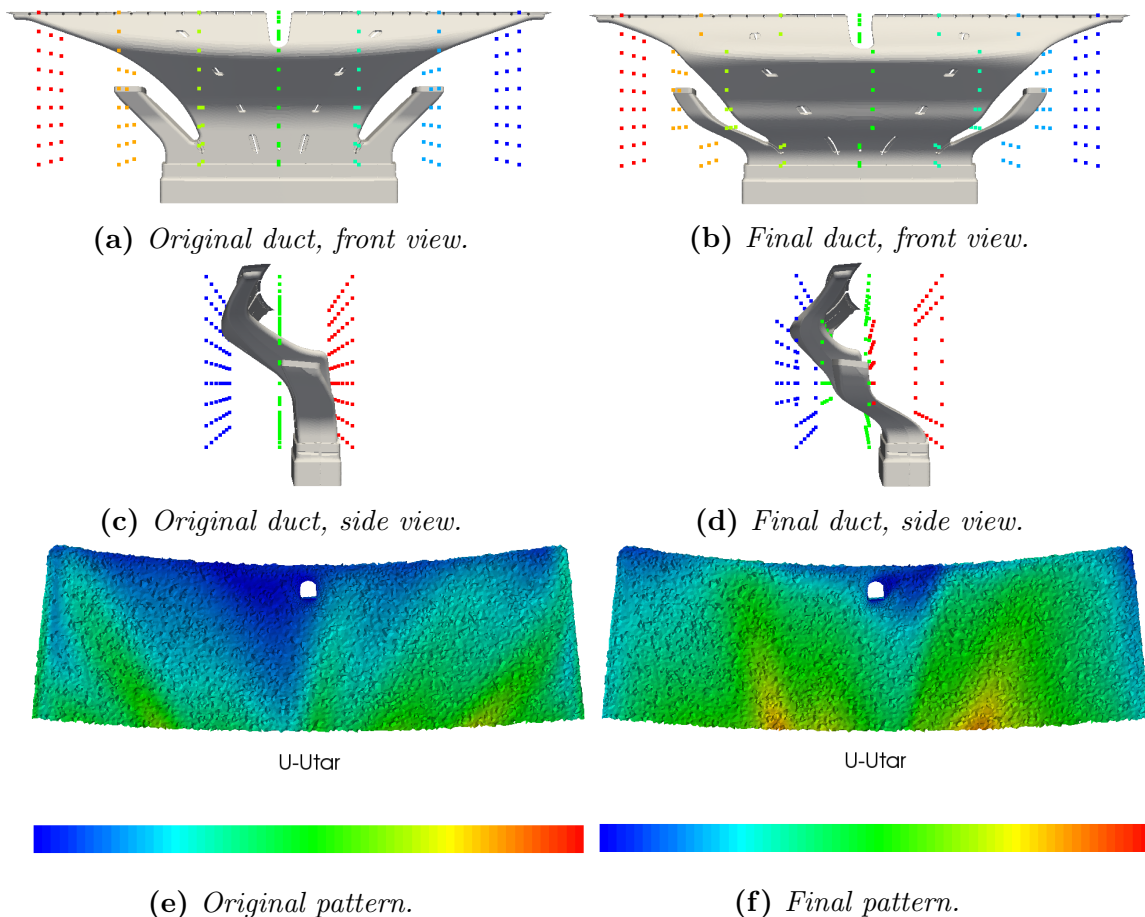 (a) Original duct, front view.
(b) Final duct, front view.
(c) Original duct, side view.
(d) Final duct, side view.
U-Utar
U-Utar
(e) Original pattern.
(f) Final pattern.